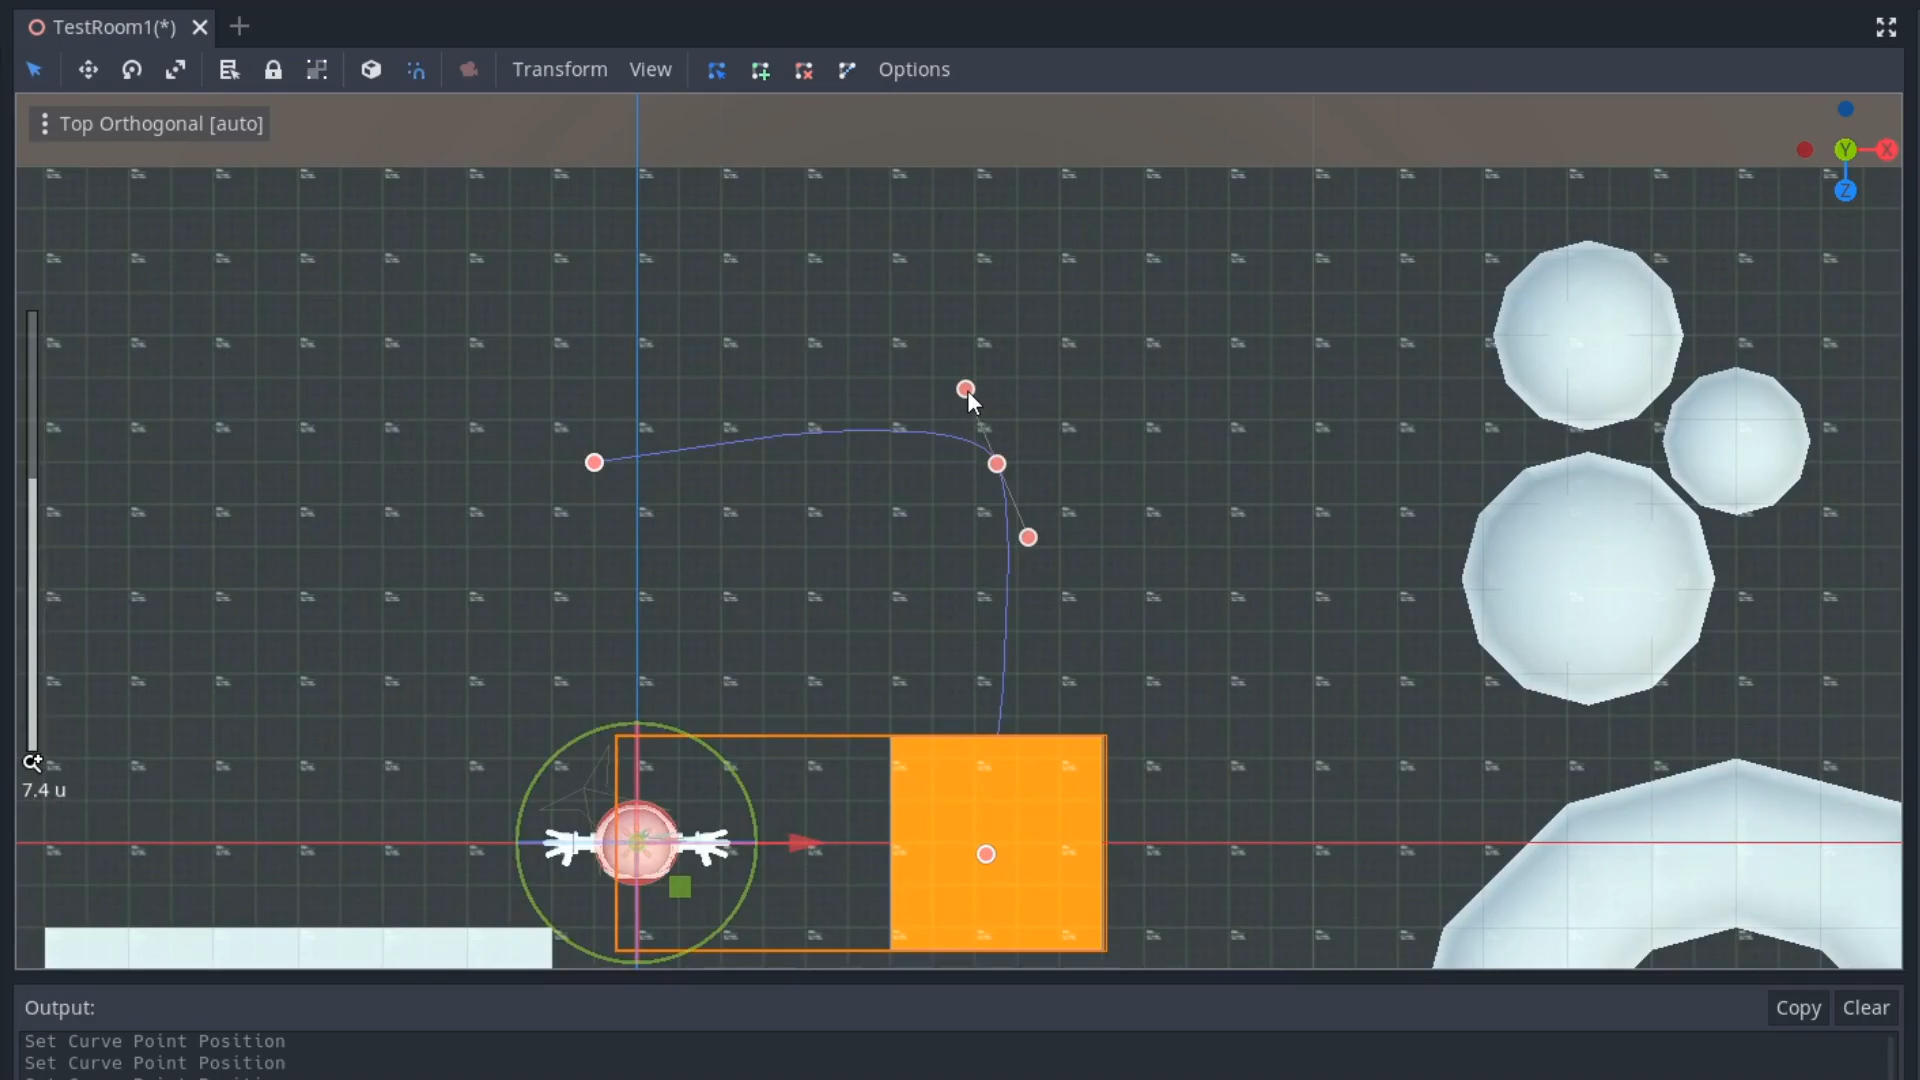 TestRoom1(*)
Transform View Options
Top Orthogonal [auto]
Y X
Z
7.4 u
Output: Copy Clear
Set Curve Point Position
Set Curve Point Position